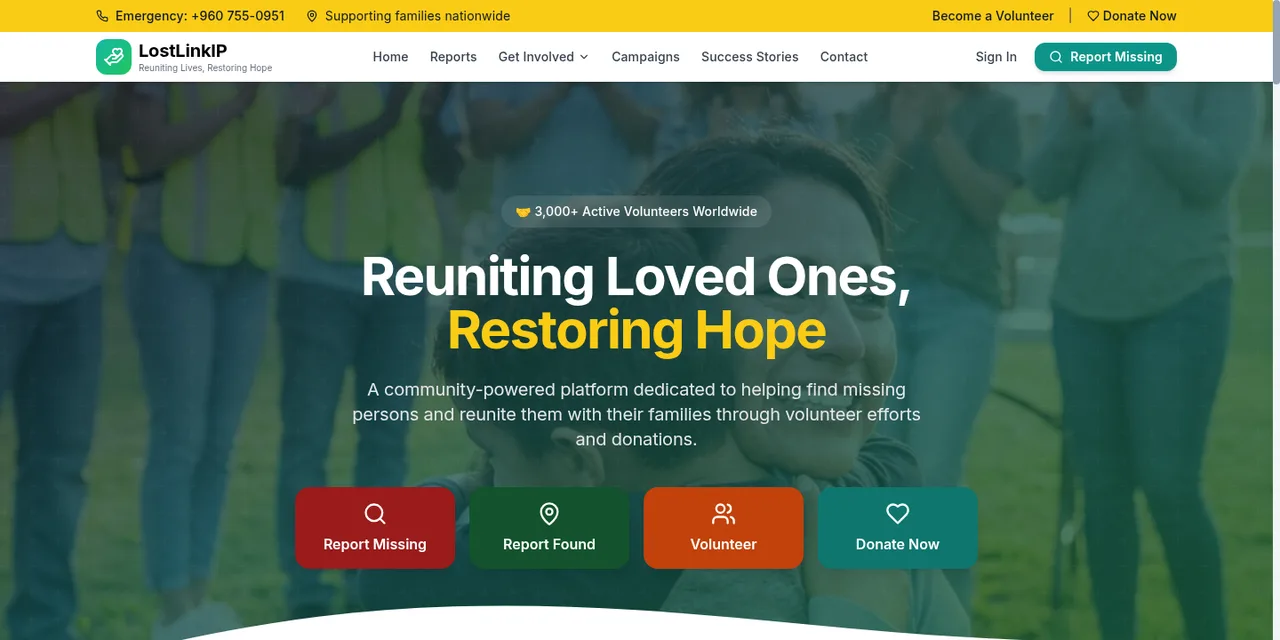 Emergency: +960 755-0951
Supporting families nationwide
Become a Volunteer
Donate Now
LostLinkIP
Reuniting Lives, Restoring Hope
Home
Reports
Get Involved
Campaigns
Success Stories
Contact
Sign In
Report Missing
3,000+ Active Volunteers Worldwide
Reuniting Loved Ones,
Restoring Hope
A community-powered platform dedicated to helping find missing
persons and reunite them with their families through volunteer efforts
and donations.
Report Missing
Report Found
Volunteer
Donate Now